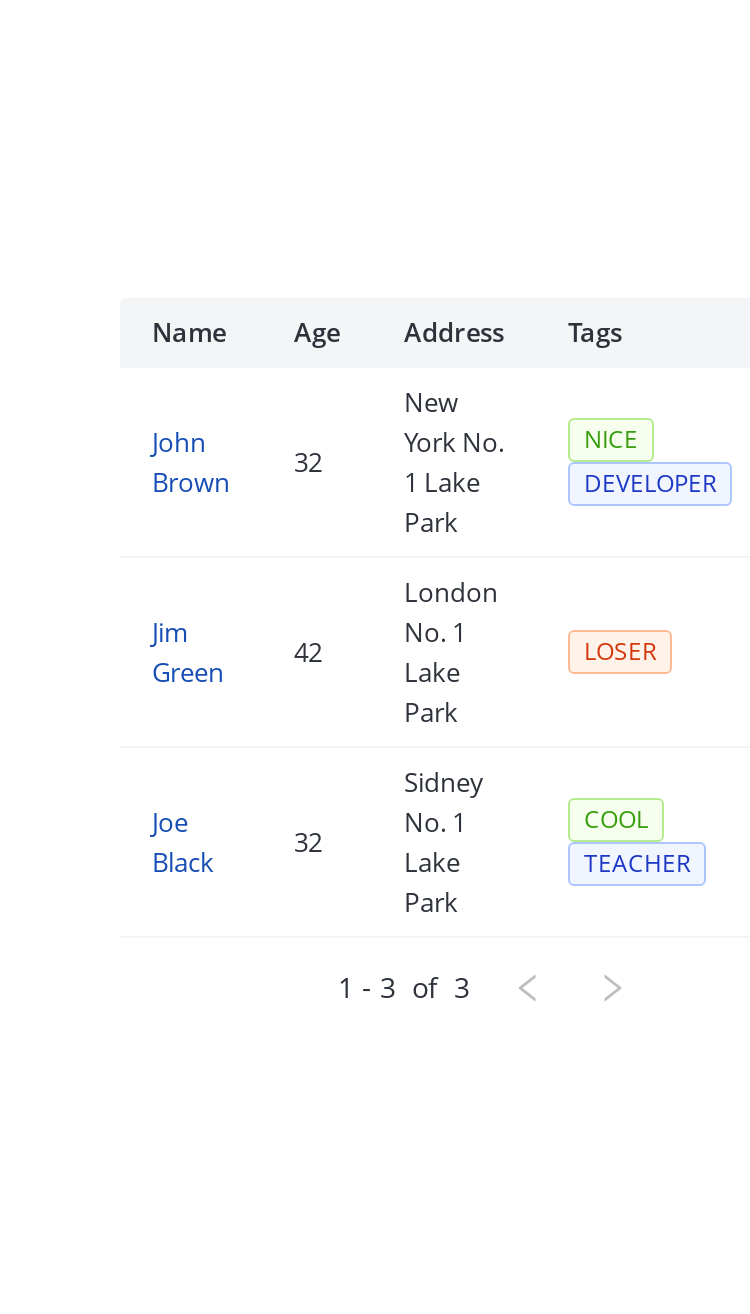 Name Age Address Tags
New
John York No. NICE
32
Brown 1 Lake DEVELOPER
Park
London
Jim No. 1
42 LOSER
Green Lake
Park
Sidney
Joe No. 1 COOL
32
Black Lake TEACHER
Park
1 - 3 of 3